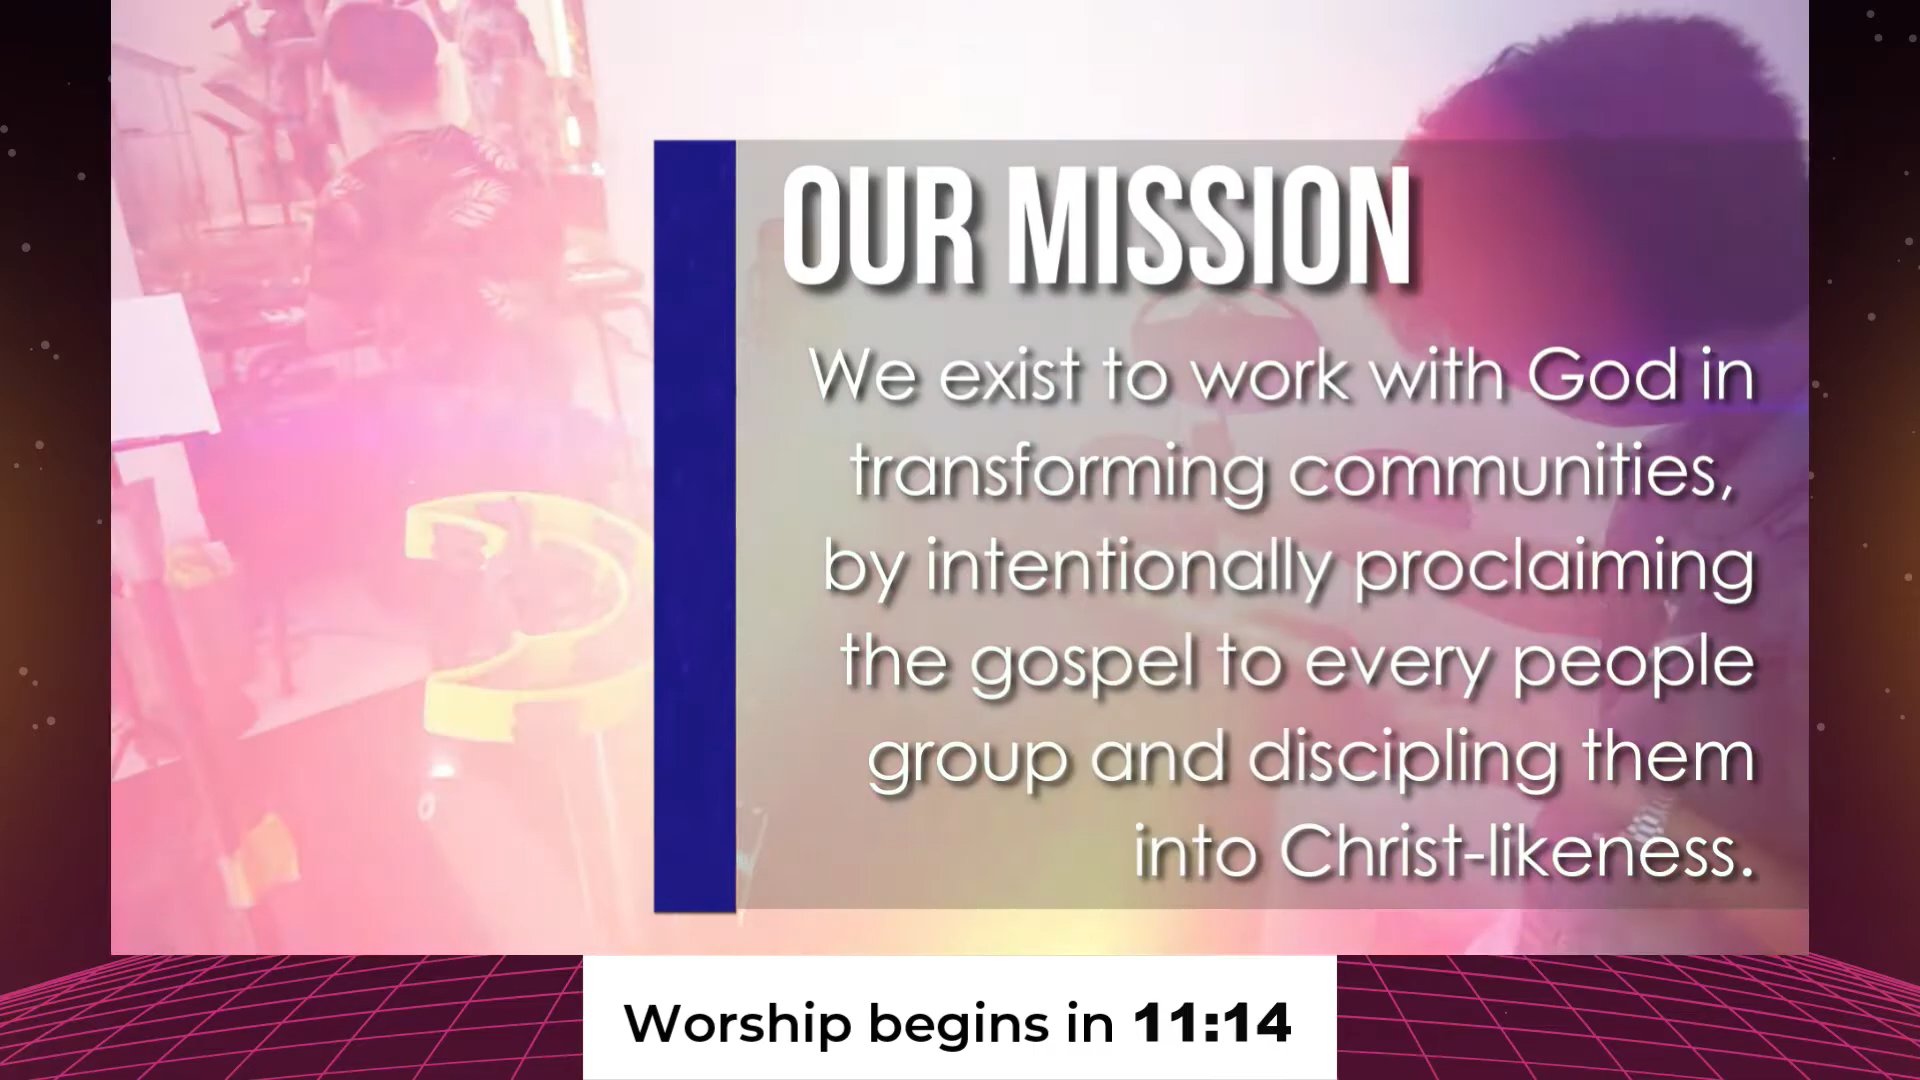 OUR MISSION
We exist to work with God in
transforming communities,
by intentionally proclaiming
the gospel to every people
group and discipling them
into Christ-likeness.
Worship begins in 11:14